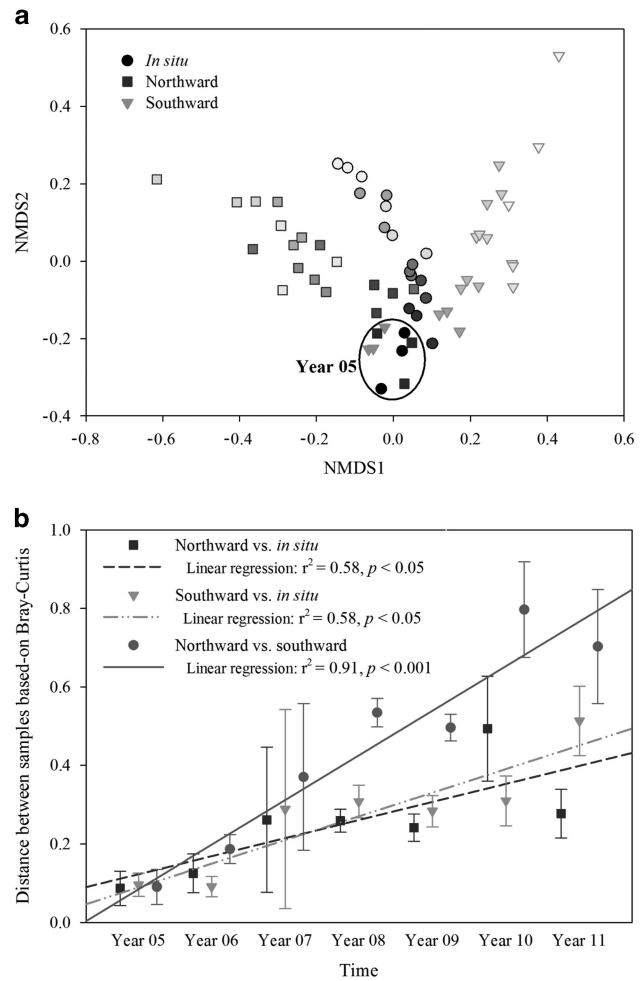 a
0.6
0.4
0.2
0.0
-0.2
-0.4
NMDS2
In situ
Northward
Southward
Year 05
-0.8
-0.6
-0.4
-0.2
0.0
0.2
0.4
0.6
NMDS1
b
1.0
0.8
0.6
0.4
0.2
0.0
Distance between samples based-on Bray-Curtis
Northward vs. in situ
Linear regression: r² = 0.58, p < 0.05
Southward vs. in situ
Linear regression: r² = 0.58, p < 0.05
Northward vs. southward
Linear regression: r² = 0.91, p < 0.001
Year 05
Year 06
Year 07
Year 08
Year 09
Year 10
Year 11
Time